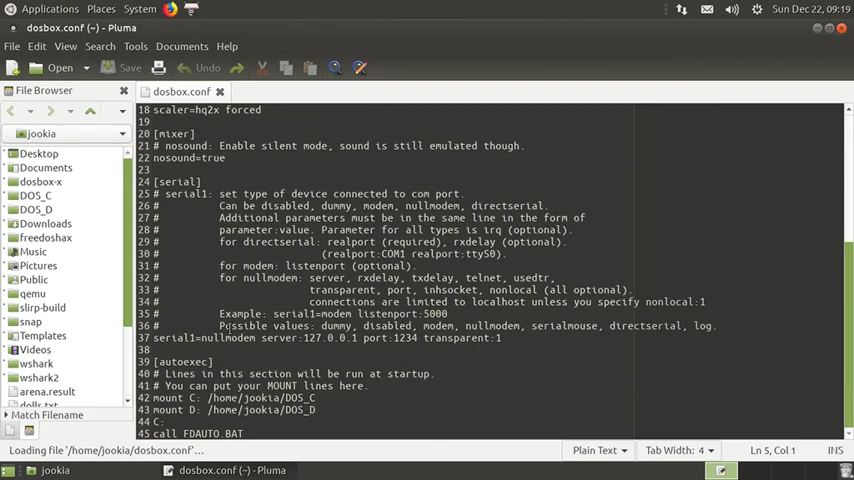 Applications Places System Sun Dec 22, 09:19
dosbox.conf (~) - Pluma
File Edit View Search Tools Documents Help
Open Save Undo
File Browser
dosbox.conf
jookia
Desktop
Documents
dosbox-x
DOS_C
DOS_D
Downloads
freedoshax
Music
Pictures
Public
qemu
slirp-build
snap
Templates
Videos
wshark
wshark2
arena.result
dolls.txt
Match Filename
18 scaler=hq2x forced
19
20 [mixer]
21 # nosound: Enable silent mode, sound is still emulated though.
22 nosound=true
23
24 [serial]
25 # serial1: set type of device connected to com port.
26 # Can be disabled, dummy, modem, nullmodem, directserial.
27 # Additional parameters must be in the same line in the form of
28 # parameter:value. Parameter for all types is irq (optional).
29 # for directserial: realport (required), rxdelay (optional).
30 # (realport:COM1 realport:ttyS0).
31 # for modem: listenport (optional).
32 # for nullmodem: server, rxdelay, txdelay, telnet, usedtr,
33 # transparent, port, inhsocket, nonlocal (all optional).
34 # connections are limited to localhost unless you specify nonlocal:1
35 # Example: serial1=modem listenport:5000
36 # Possible values: dummy, disabled, modem, nullmodem, serialmouse, directserial, log.
37 serial1=nullmodem server:127.0.0.1 port:1234 transparent:1
38
39 [autoexec]
40 # Lines in this section will be run at startup.
41 # You can put your MOUNT lines here.
42 mount C: /home/jookia/DOS_C
43 mount D: /home/jookia/DOS_D
44 C:
45 call FDAUTO.BAT
Loading file '/home/jookia/dosbox.conf'... Plain Text Tab Width: 4 Ln 5, Col 1 INS
jookia dosbox.conf (~) - Pluma